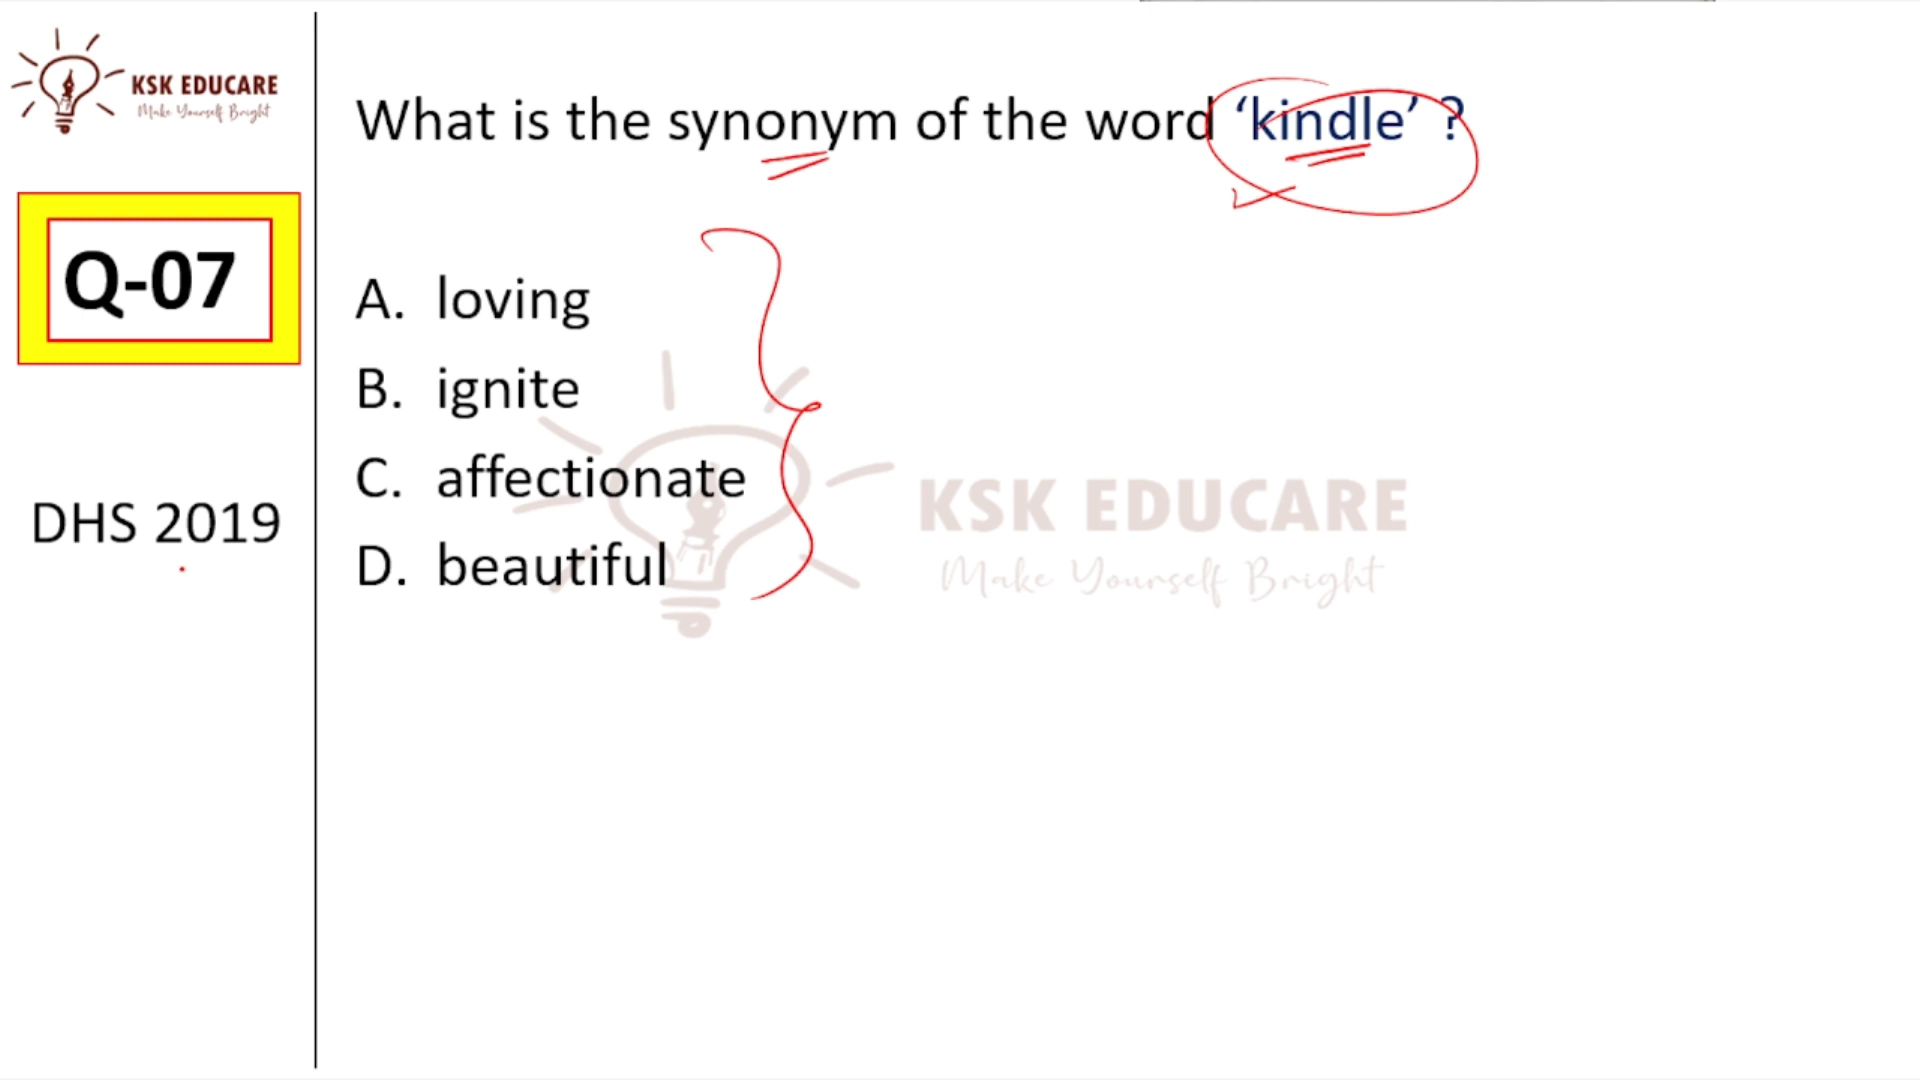 KSK EDUCARE
Make Yourself Bright
What is the synonym of the word ‘kindle’ ?
Q-07
A. loving
B. ignite
C. affectionate
D. beautiful
DHS 2019
KSK EDUCARE
Make Yourself Bright